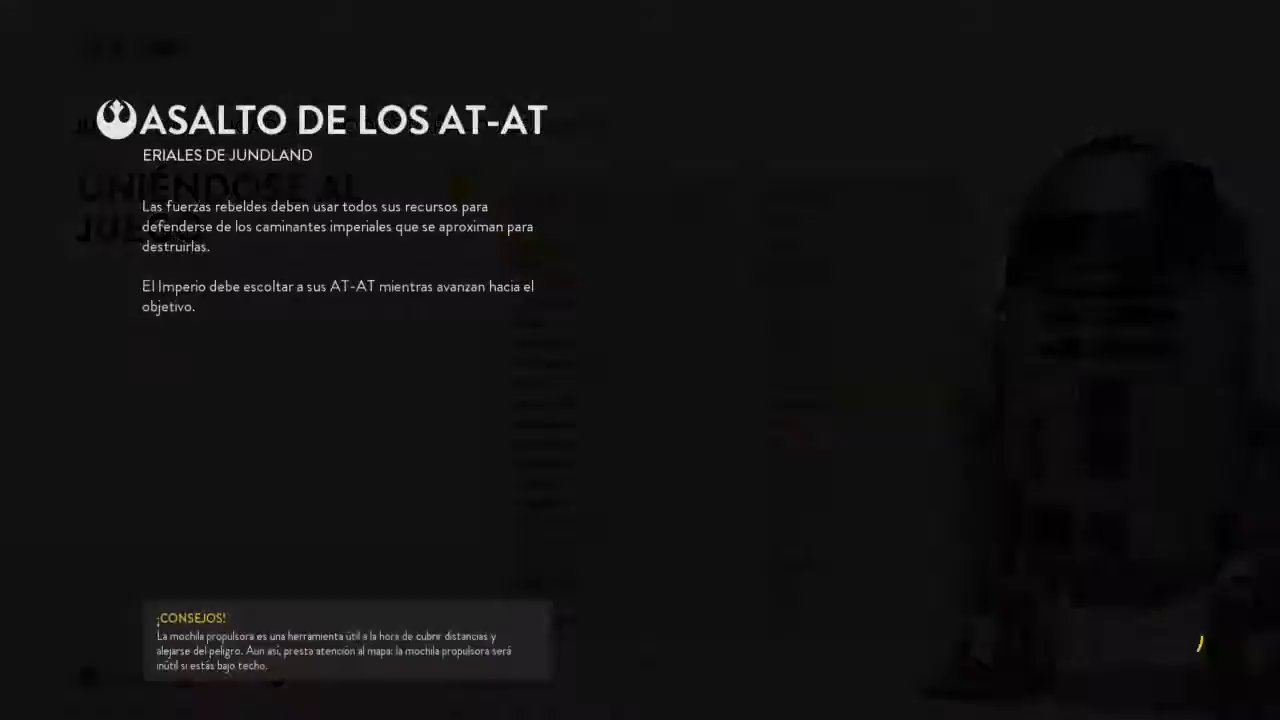 ASALTO DE LOS AT-AT
ERIALES DE JUNDLAND
UNIÉNDOSE AL
JUEGO
Las fuerzas rebeldes deben usar todos sus recursos para
defenderse de los caminantes imperiales que se aproximan para
destruirlas.
El Imperio debe escoltar a sus AT-AT mientras avanzan hacia el
objetivo.
¡CONSEJOS!
La mochila propulsora es una herramienta útil a la hora de cubrir distancias y
alejarse del peligro. Aun así, presta atención al mapa: la mochila propulsora será
inútil si estás bajo techo.